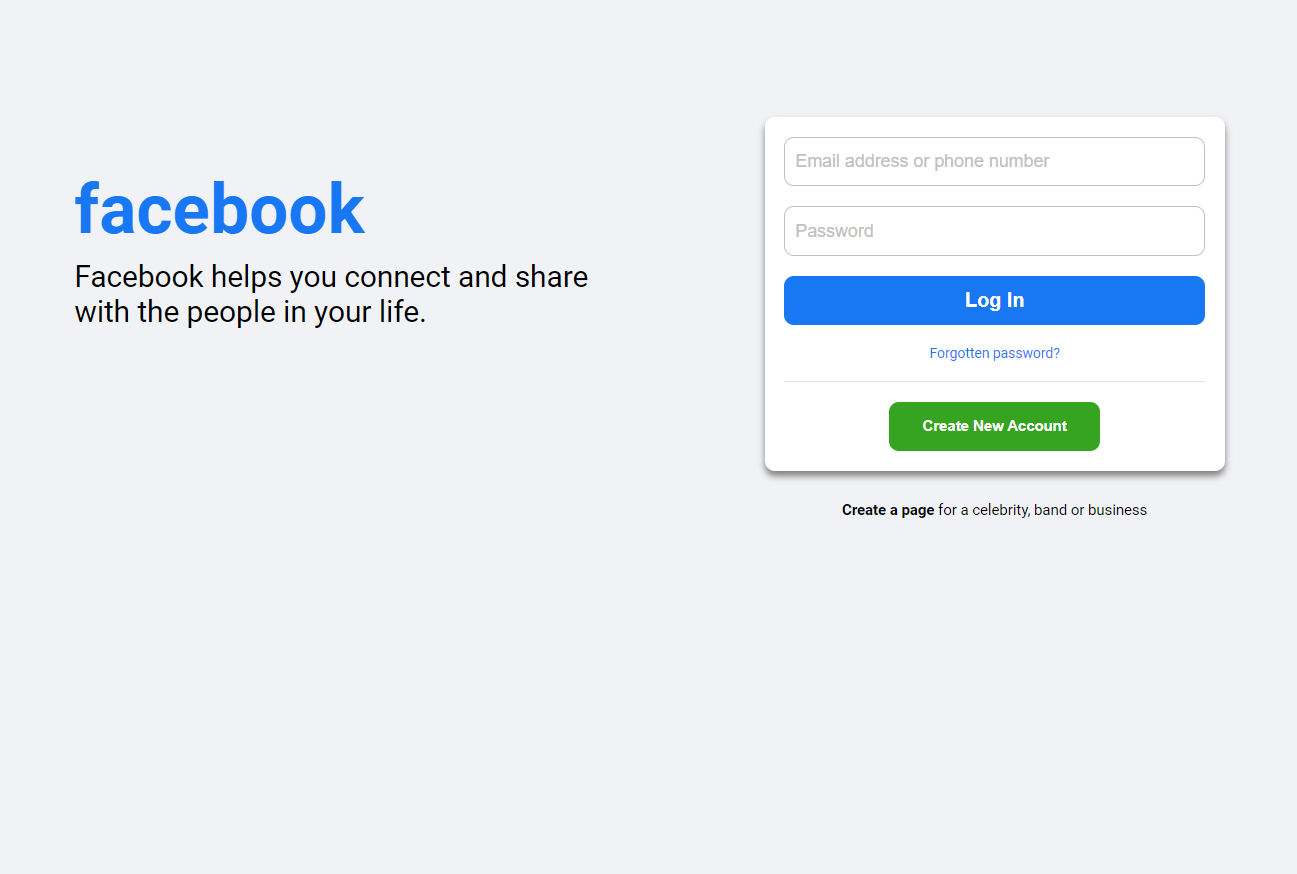 facebook
Facebook helps you connect and share
with the people in your life.
Email address or phone number
Password
Log In
Forgotten password?
Create New Account
Create a page for a celebrity, band or business